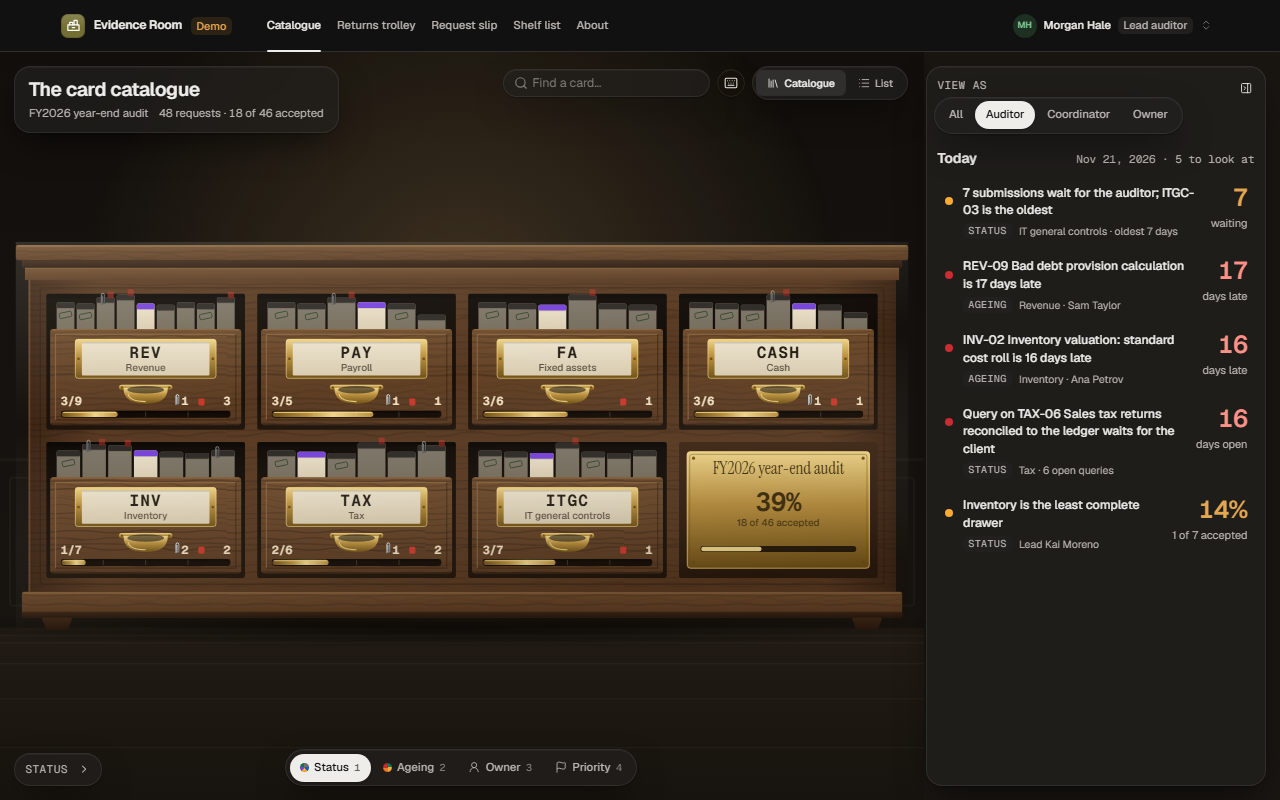 Evidence Room Demo Catalogue Returns trolley Request slip Shelf list About MH Morgan Hale Lead auditor
The card catalogue
FY2026 year-end audit 48 requests · 18 of 46 accepted
Find a card...
Catalogue List
REV
Revenue
3/9 1 3
PAY
Payroll
3/5 1 1
FA
Fixed assets
3/6 1
CASH
Cash
3/6 1 1
INV
Inventory
1/7 2 2
TAX
Tax
2/6 1 2
ITGC
IT general controls
3/7 1
FY2026 year-end audit
39%
18 of 46 accepted
STATUS
Status 1 Ageing 2 Owner 3 Priority 4
VIEW AS
All Auditor Coordinator Owner
Today Nov 21, 2026 · 5 to look at
7 submissions wait for the auditor; ITGC-
03 is the oldest
7
waiting
STATUS IT general controls · oldest 7 days
REV-09 Bad debt provision calculation
is 17 days late
17
days late
AGEING Revenue · Sam Taylor
INV-02 Inventory valuation: standard
cost roll is 16 days late
16
days late
AGEING Inventory · Ana Petrov
Query on TAX-06 Sales tax returns
reconciled to the ledger waits for the
client
16
days open
STATUS Tax · 6 open queries
Inventory is the least complete
drawer
14%
1 of 7 accepted
STATUS Lead Kai Moreno